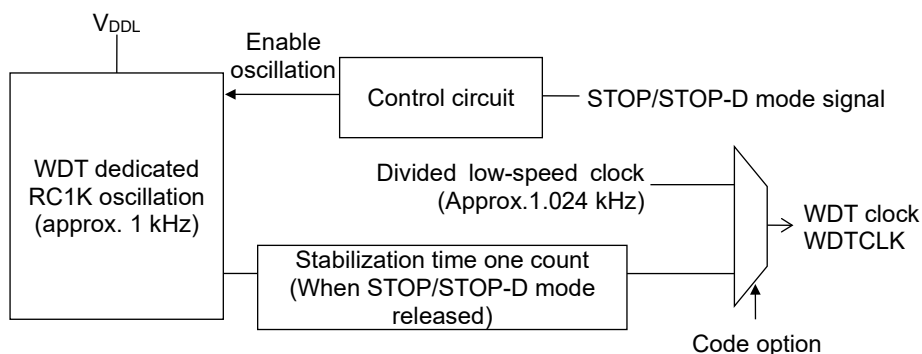 VDDL
Enable
oscillation
Control circuit
STOP/STOP-D mode signal
WDT dedicated
RC1K oscillation
(approx. 1 kHz)
Divided low-speed clock
(Approx.1.024 kHz)
WDT clock
WDTCLK
Stabilization time one count
(When STOP/STOP-D mode
released)
Code option